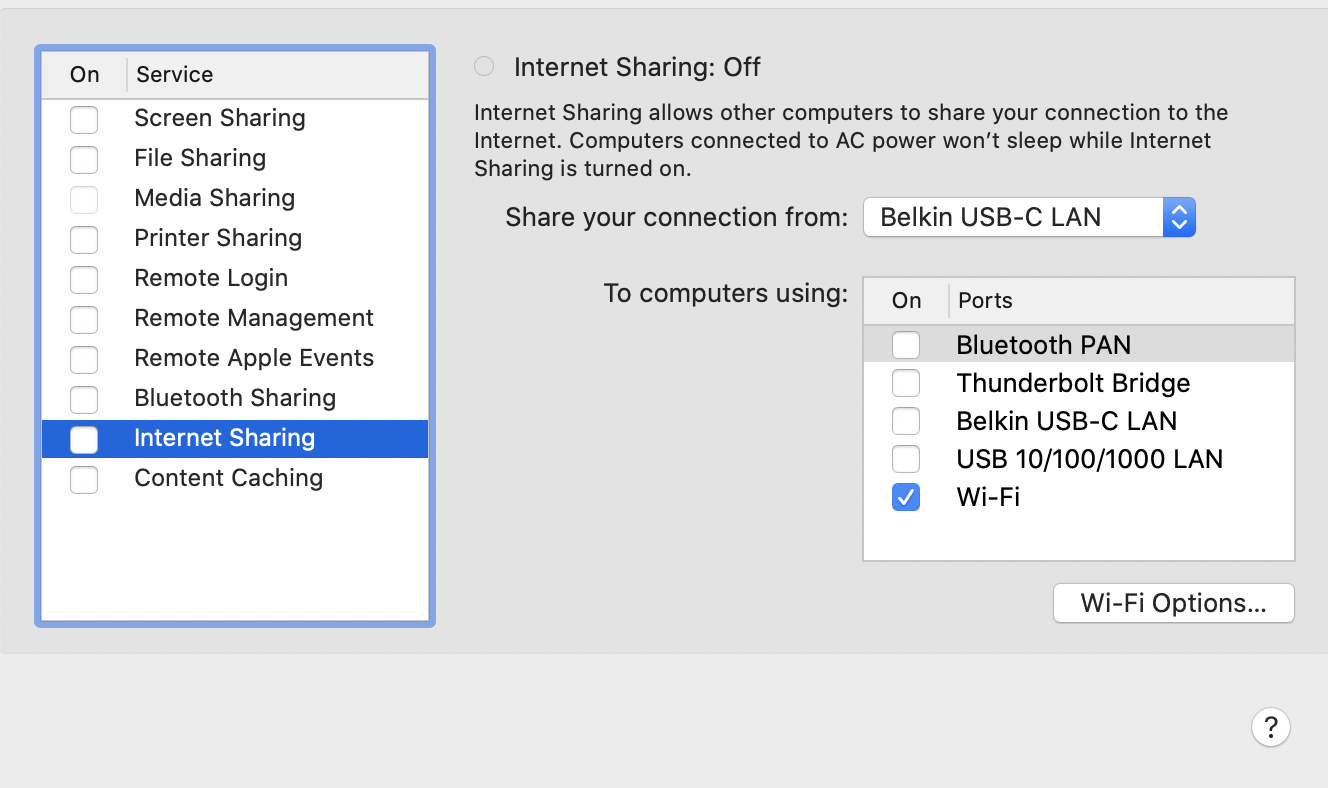 On Service
Screen Sharing
File Sharing
Media Sharing
Printer Sharing
Remote Login
Remote Management
Remote Apple Events
Bluetooth Sharing
Internet Sharing
Content Caching
Internet Sharing: Off
Internet Sharing allows other computers to share your connection to the
Internet. Computers connected to AC power won’t sleep while Internet
Sharing is turned on.
Share your connection from: Belkin USB-C LAN
To computers using:
On Ports
Bluetooth PAN
Thunderbolt Bridge
Belkin USB-C LAN
USB 10/100/1000 LAN
Wi-Fi
Wi-Fi Options...
?